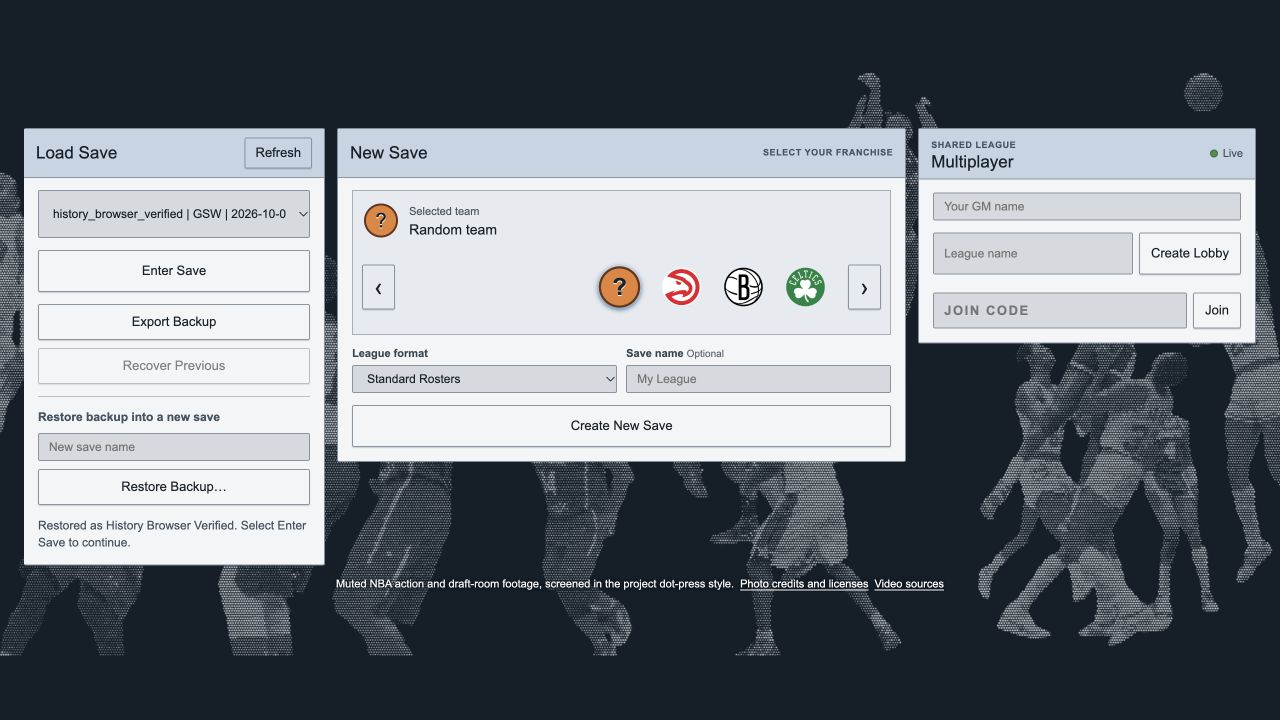 Load Save
Refresh
history_browser_verified | GSW | 2026-10-0
Enter Save
Export Backup
Recover Previous
Restore backup into a new save
New save name
Restore Backup…
Restored as History Browser Verified. Select Enter
Save to continue.
New Save
SELECT YOUR FRANCHISE
?
Selected team
Random team
‹
?
B
CELTICS
›
League format
Save name Optional
Standard Rosters
My League
Create New Save
SHARED LEAGUE
Multiplayer
Live
Your GM name
League name
Create Lobby
JOIN CODE
Join
Muted NBA action and draft-room footage, screened in the project dot-press style. Photo credits and licenses Video sources